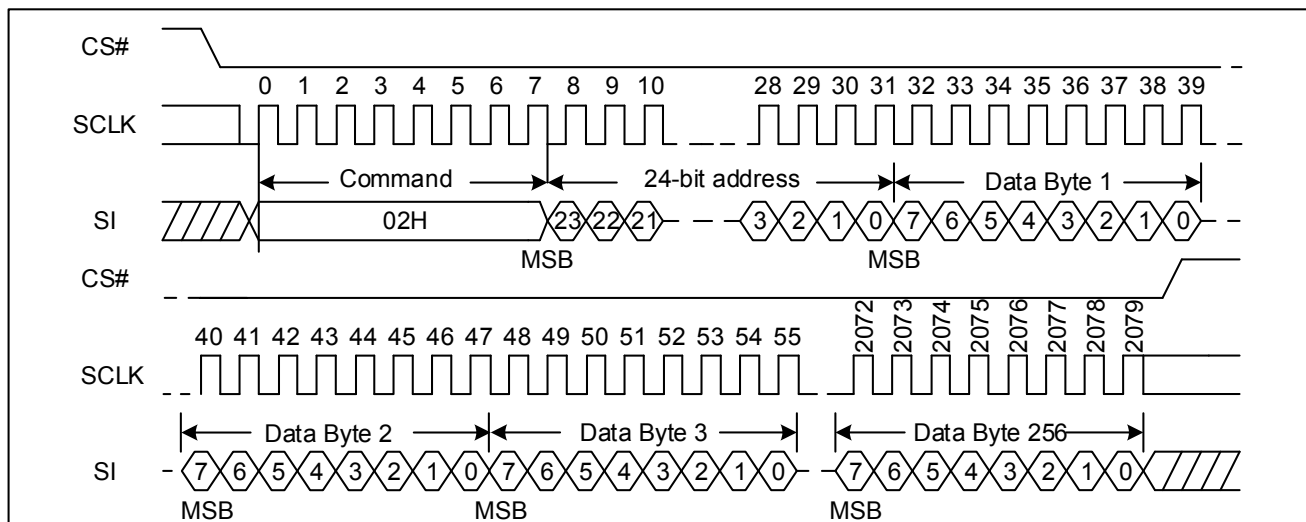 CS#
0 1 2 3 4 5 6 7 8 9 10 28 29 30 31 32 33 34 35 36 37 38 39
SCLK
Command 24-bit address Data Byte 1
SI 02H 23 22 21 3 2 1 0 7 6 5 4 3 2 1 0
MSB MSB
CS#
2072 2073 2074 2075 2076 2077 2078 2079
40 41 42 43 44 45 46 47 48 49 50 51 52 53 54 55
SCLK
Data Byte 2 Data Byte 3 Data Byte 256
SI 7 6 5 4 3 2 1 0 7 6 5 4 3 2 1 0 7 6 5 4 3 2 1 0
MSB MSB MSB